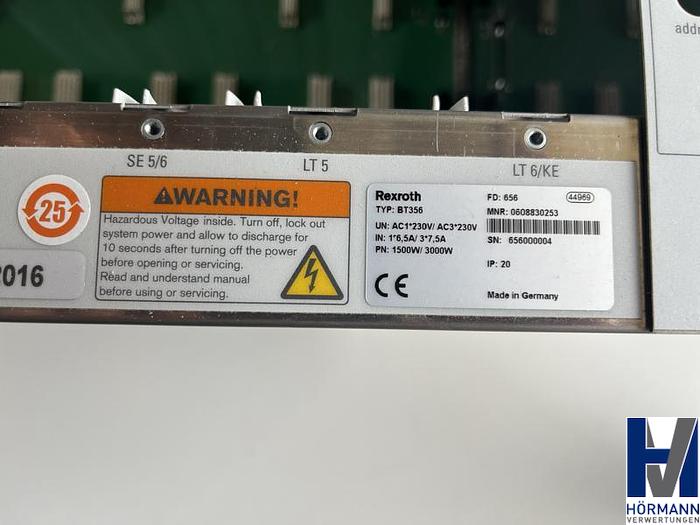 addr
SE 5/6
LT 5
LT 6/KE
25
2016
WARNING!
Hazardous Voltage inside. Turn off, lock out
system power and allow to discharge for
10 seconds after turning off the power
before opening or servicing.
Read and understand manual
before using or servicing.
Rexroth
TYP: BT356
UN: AC1*230V/ AC3*230V
IN: 1*6,5A/ 3*7,5A
PN: 1500W/ 3000W
CE
FD: 656
44969
MNR: 0608830253
SN: 656000004
IP: 20
Made in Germany
HÖRMANN
VERWERTUNGEN